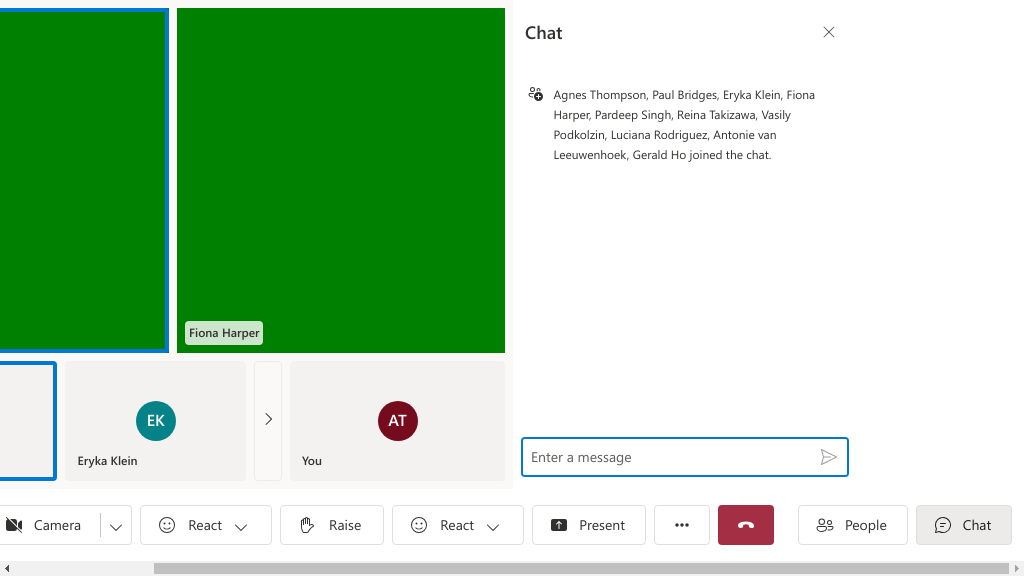 Chat
Agnes Thompson, Paul Bridges, Eryka Klein, Fiona
Harper, Pardeep Singh, Reina Takizawa, Vasily
Podkolzin, Luciana Rodriguez, Antonie van
Leeuwenhoek, Gerald Ho joined the chat.
Fiona Harper
EK
Eryka Klein
AT
You
Enter a message
Camera
React
Raise
React
Present
People
Chat